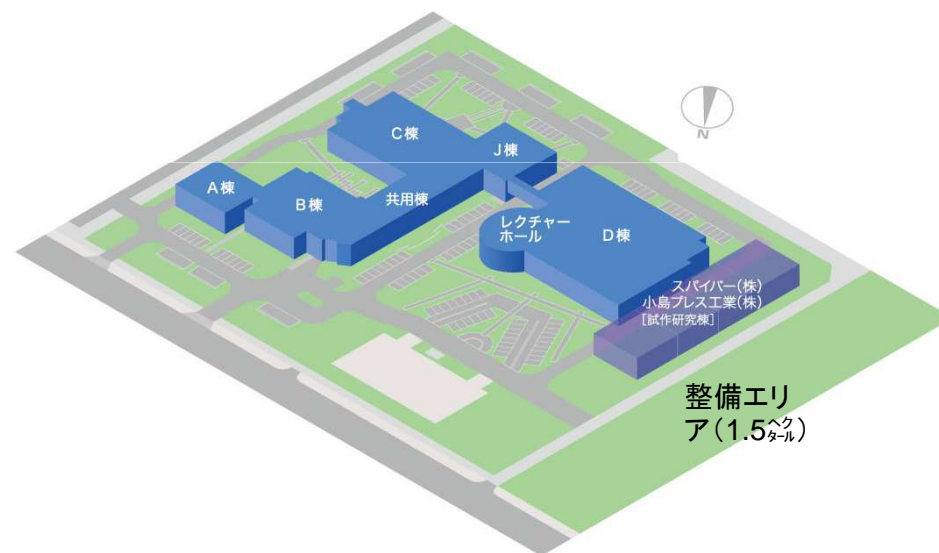 N
C棟
J棟
A棟
B棟
共用棟
レクチャー
ホール
D棟
スパイバー(株)
小島プレス工業(株)
[試作研究棟]
整備エリ
ア(1.5ヘクタール)